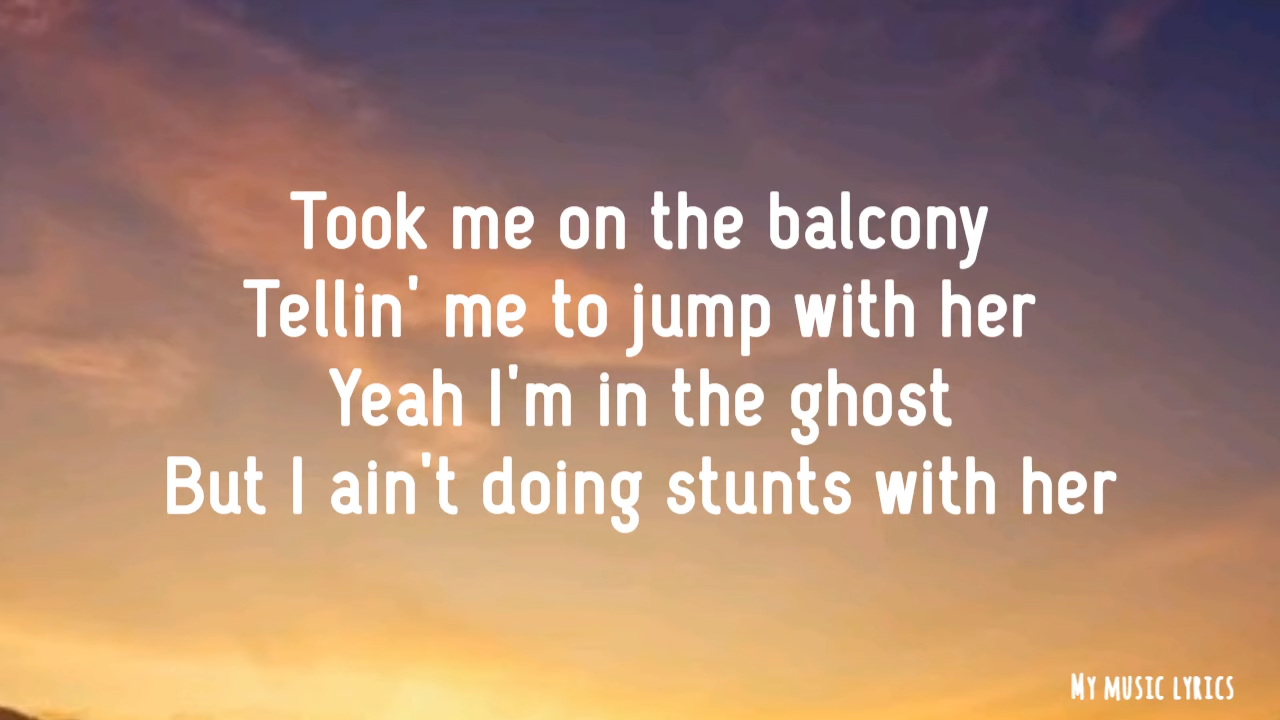 Took me on the balcony
Tellin' me to jump with her
Yeah I'm in the ghost
But I ain't doing stunts with her
My music lyrics